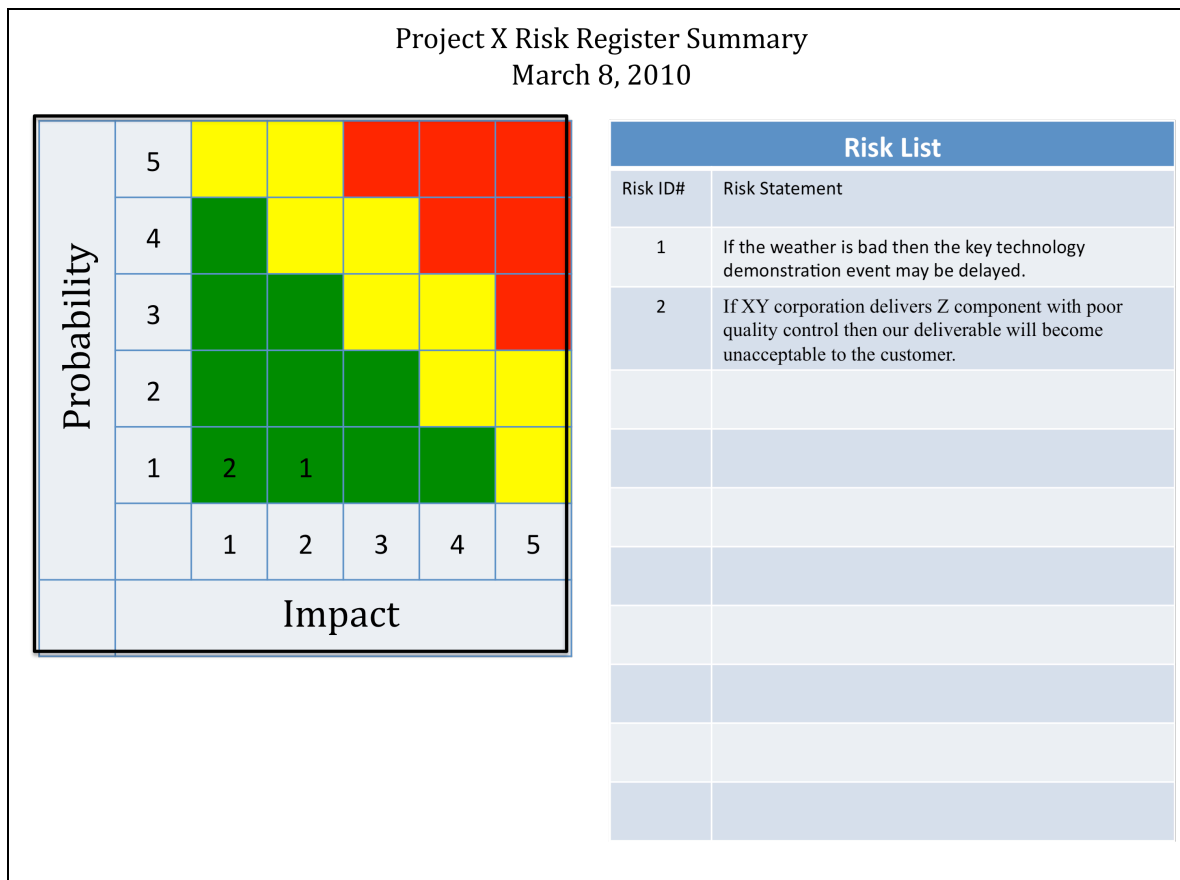 Project X Risk Register Summary
March 8, 2010
Probability
5
4
3
2
1 2 1
1 2 3 4 5
Impact
Risk List
Risk ID# Risk Statement
1 If the weather is bad then the key technology
demonstration event may be delayed.
2 If XY corporation delivers Z component with poor
quality control then our deliverable will become
unacceptable to the customer.